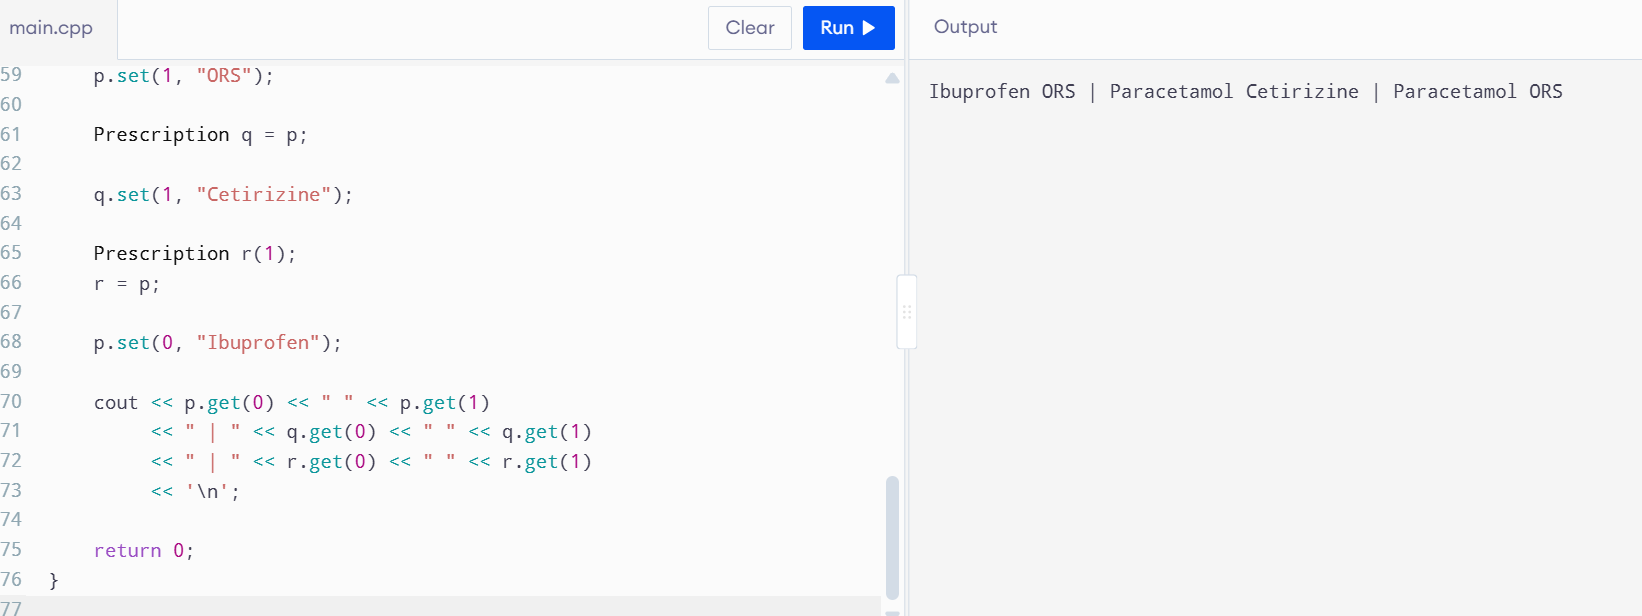 main.cpp
Clear
Run
Output
59 p.set(1, "ORS");
60
61 Prescription q = p;
62
63 q.set(1, "Cetirizine");
64
65 Prescription r(1);
66 r = p;
67
68 p.set(0, "Ibuprofen");
69
70 cout << p.get(0) << " " << p.get(1)
71 << " | " << q.get(0) << " " << q.get(1)
72 << " | " << r.get(0) << " " << r.get(1)
73 << '\n';
74
75 return 0;
76 }
77
Ibuprofen ORS | Paracetamol Cetirizine | Paracetamol ORS